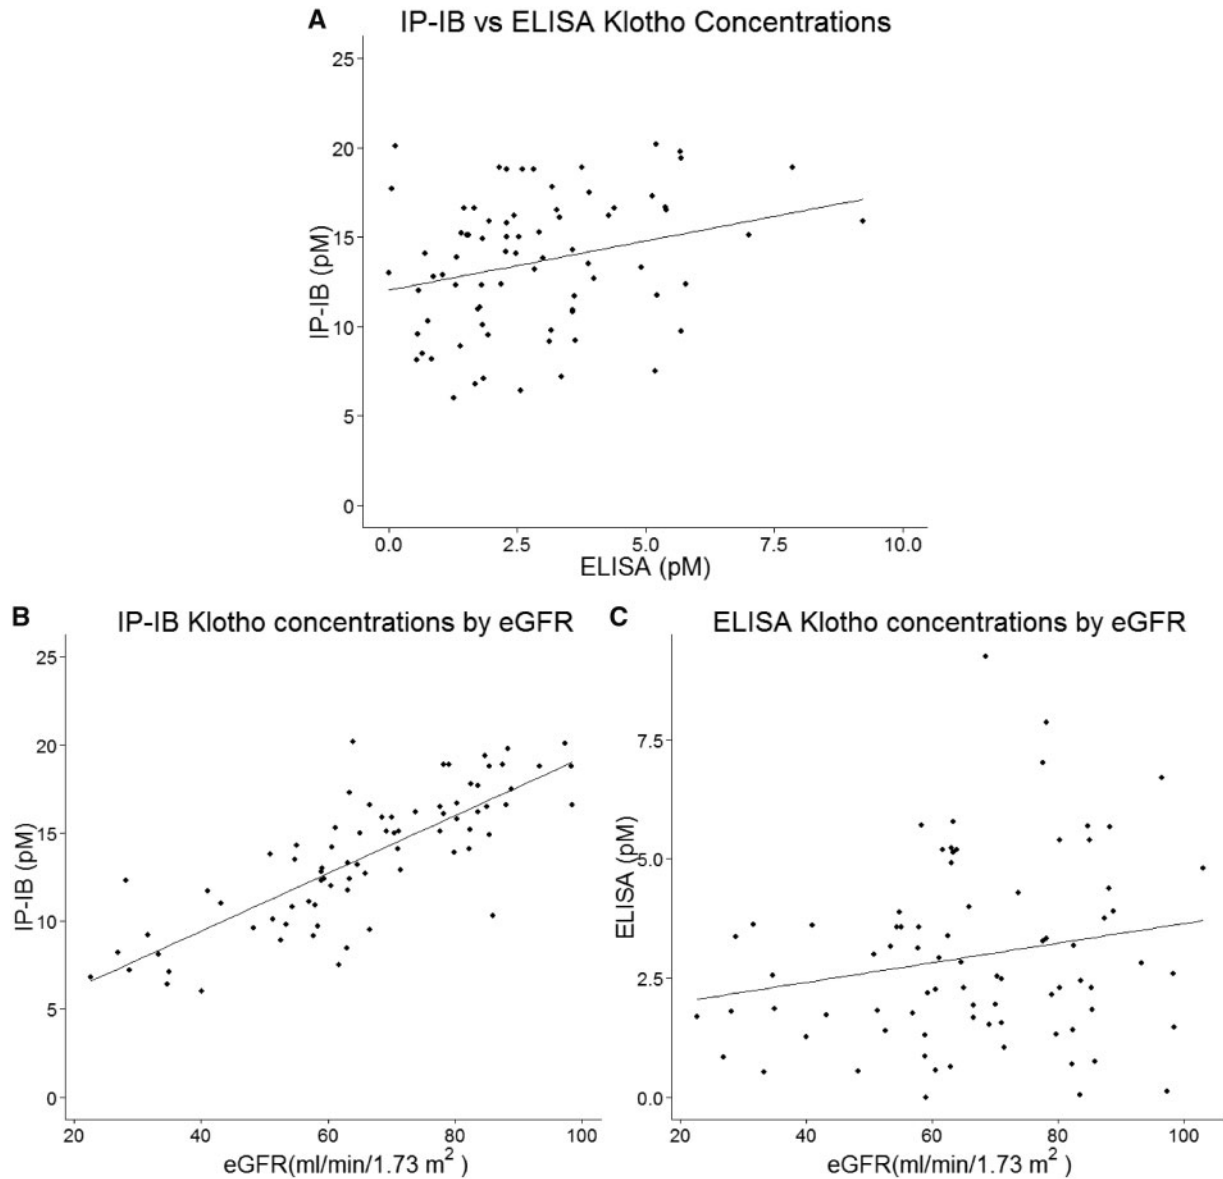 A IP-IB vs ELISA Klotho Concentrations
25
20
15
10
5
0
IP-IB (pM)
0.0 2.5 5.0 7.5 10.0
ELISA (pM)
B IP-IB Klotho concentrations by eGFR
25
20
15
10
5
0
IP-IB (pM)
20 40 60 80 100
eGFR(ml/min/1.73 m²)
C ELISA Klotho concentrations by eGFR
7.5
5.0
2.5
0.0
ELISA (pM)
20 40 60 80 100
eGFR(ml/min/1.73 m²)